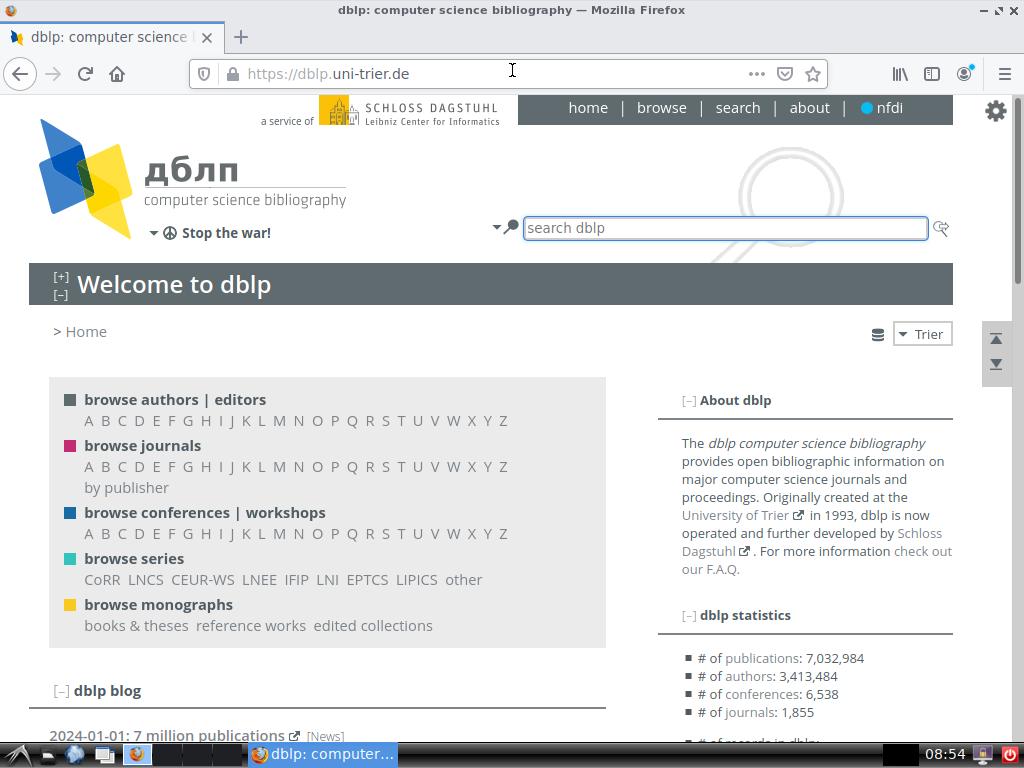 dblp: computer science bibliography — Mozilla Firefox
dblp: computer science
https://dblp.uni-trier.de
a service of
SCHLOSS DAGSTUHL
Leibniz Center for Informatics
home | browse | search | about | nfdi
дблп
computer science bibliography
Stop the war!
search dblp
[+]
[–]
Welcome to dblp
> Home
Trier
browse authors | editors
A B C D E F G H I J K L M N O P Q R S T U V W X Y Z
browse journals
A B C D E F G H I J K L M N O P Q R S T U V W X Y Z
by publisher
browse conferences | workshops
A B C D E F G H I J K L M N O P Q R S T U V W X Y Z
browse series
CoRR LNCS CEUR-WS LNEE IFIP LNI EPTCS LIPICS other
browse monographs
books & theses reference works edited collections
[–] dblp blog
2024-01-01: 7 million publications [News]
[–] About dblp
The dblp computer science bibliography
provides open bibliographic information on
major computer science journals and
proceedings. Originally created at the
University of Trier in 1993, dblp is now
operated and further developed by Schloss
Dagstuhl . For more information check out
our F.A.Q.
[–] dblp statistics
# of publications: 7,032,984
# of authors: 3,413,484
# of conferences: 6,538
# of journals: 1,855
dblp: computer...
08:54